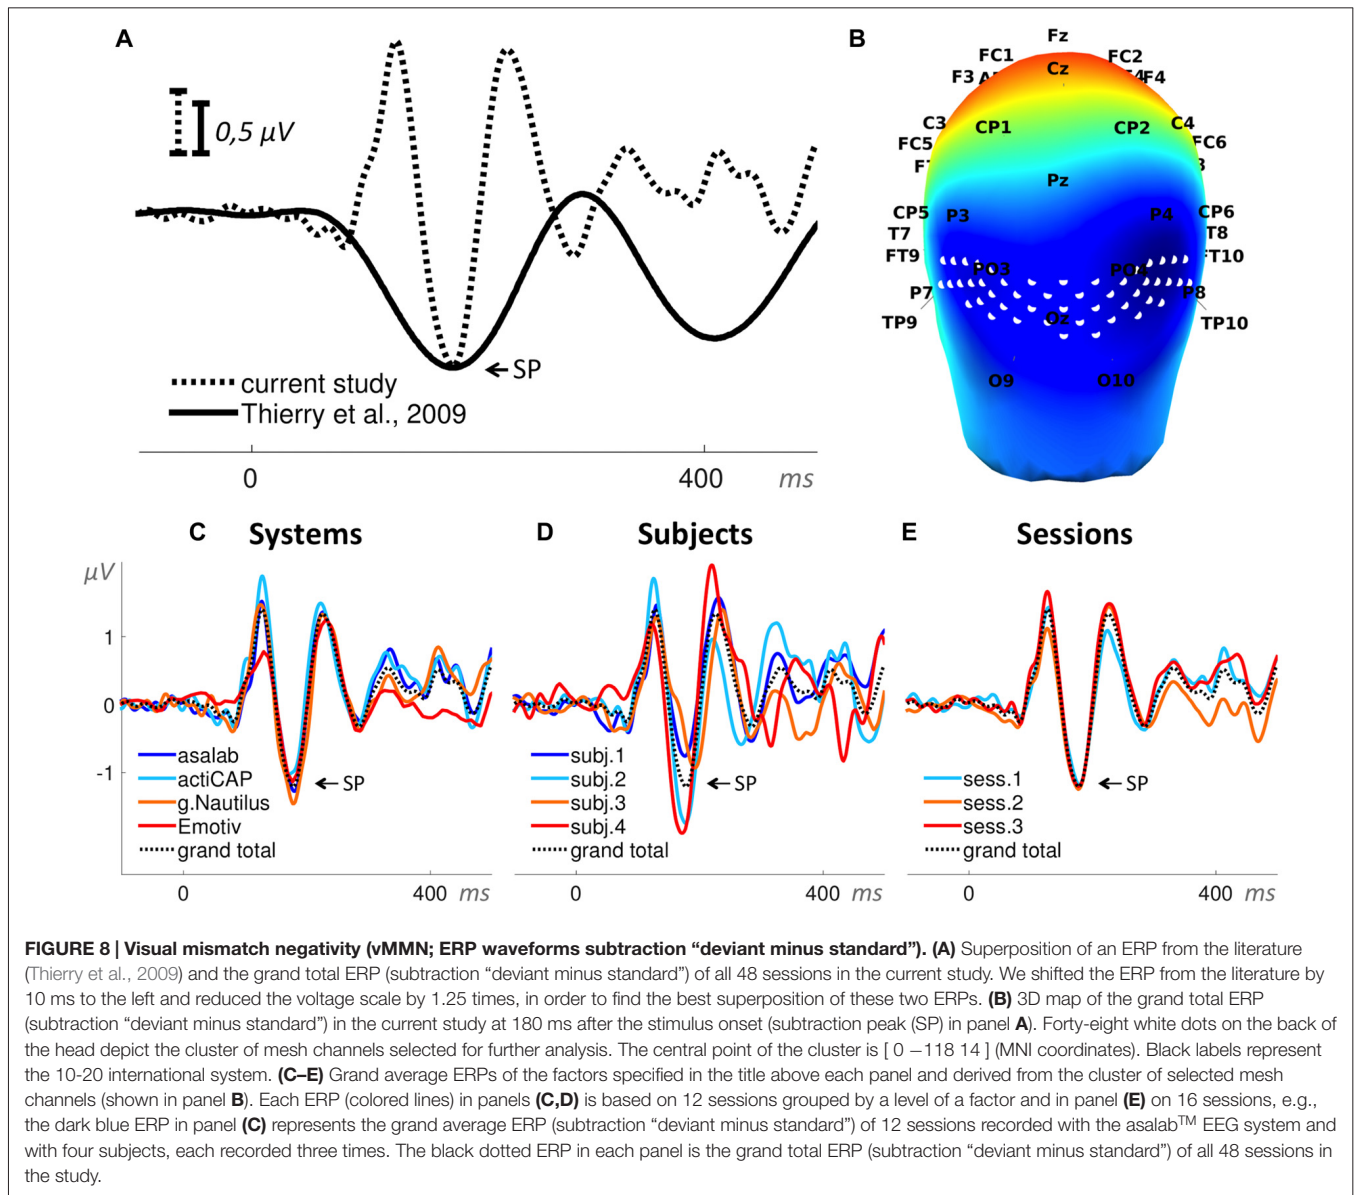 A
0,5 µV
SP
current study
Thierry et al., 2009
0
400
ms
B
Fz
FC1
FC2
Cz
F3
F4
C3
C4
CP1
CP2
FC5
FC6
Pz
CP5
P3
P4
CP6
T7
T8
FT9
FT10
PO3
PO4
P7
P8
TP9
Oz
TP10
O9
O10
C
Systems
µV
1
0
-1
asalab
actiCAP
g.Nautilus
Emotiv
grand total
SP
0
400
ms
D
Subjects
subj.1
subj.2
subj.3
subj.4
grand total
SP
0
400
ms
E
Sessions
sess.1
sess.2
sess.3
grand total
SP
0
400
ms
FIGURE 8 | Visual mismatch negativity (vMMN; ERP waveforms subtraction “deviant minus standard”). (A) Superposition of an ERP from the literature
(Thierry et al., 2009) and the grand total ERP (subtraction “deviant minus standard”) of all 48 sessions in the current study. We shifted the ERP from the literature by
10 ms to the left and reduced the voltage scale by 1.25 times, in order to find the best superposition of these two ERPs. (B) 3D map of the grand total ERP
(subtraction “deviant minus standard”) in the current study at 180 ms after the stimulus onset (subtraction peak (SP) in panel A). Forty-eight white dots on the back of
the head depict the cluster of mesh channels selected for further analysis. The central point of the cluster is [ 0 −118 14 ] (MNI coordinates). Black labels represent
the 10-20 international system. (C–E) Grand average ERPs of the factors specified in the title above each panel and derived from the cluster of selected mesh
channels (shown in panel B). Each ERP (colored lines) in panels (C,D) is based on 12 sessions grouped by a level of a factor and in panel (E) on 16 sessions, e.g.,
the dark blue ERP in panel (C) represents the grand average ERP (subtraction “deviant minus standard”) of 12 sessions recorded with the asalab™ EEG system and
with four subjects, each recorded three times. The black dotted ERP in each panel is the grand total ERP (subtraction “deviant minus standard”) of all 48 sessions in
the study.